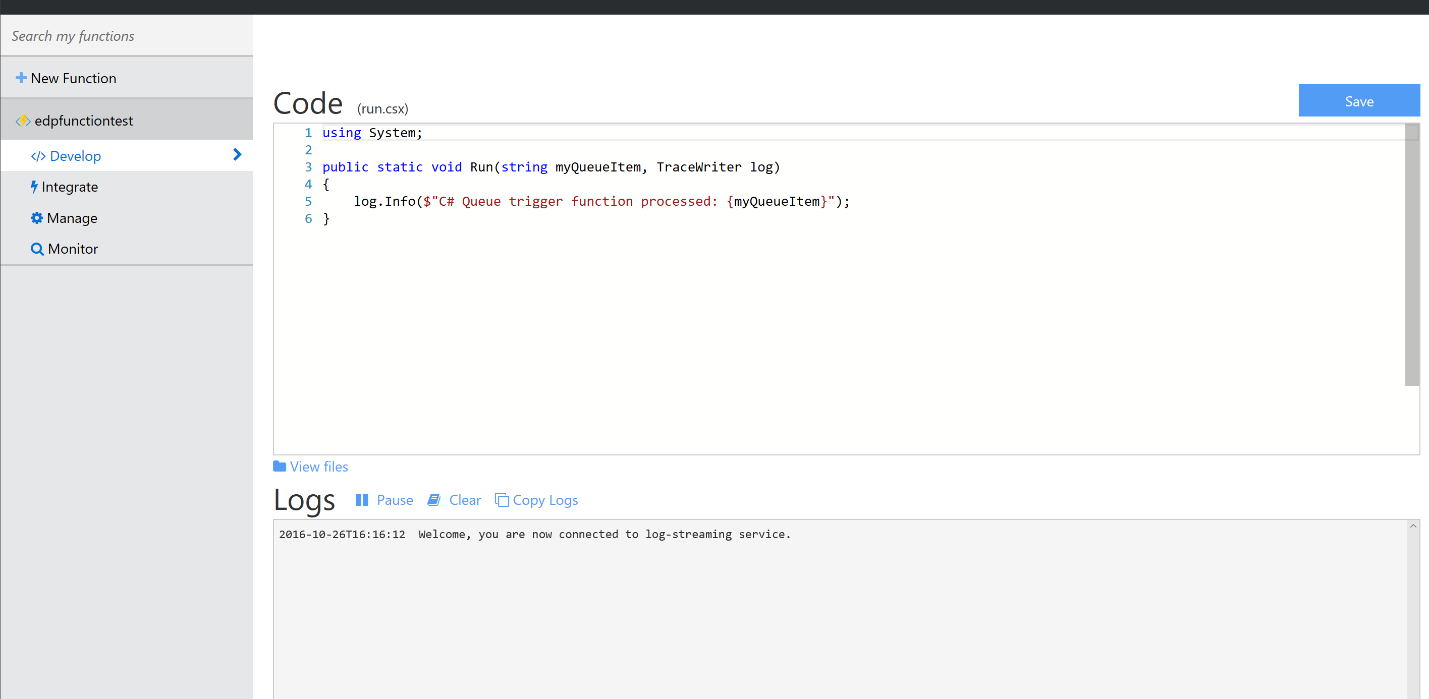 Search my functions
New Function
edpfunctiontest
</> Develop
Integrate
Manage
Monitor
Code (run.csx)
Save
1 using System;
2
3 public static void Run(string myQueueItem, TraceWriter log)
4 {
5     log.Info($"C# Queue trigger function processed: {myQueueItem}");
6 }
View files
Logs Pause Clear Copy Logs
2016-10-26T16:16:12  Welcome, you are now connected to log-streaming service.